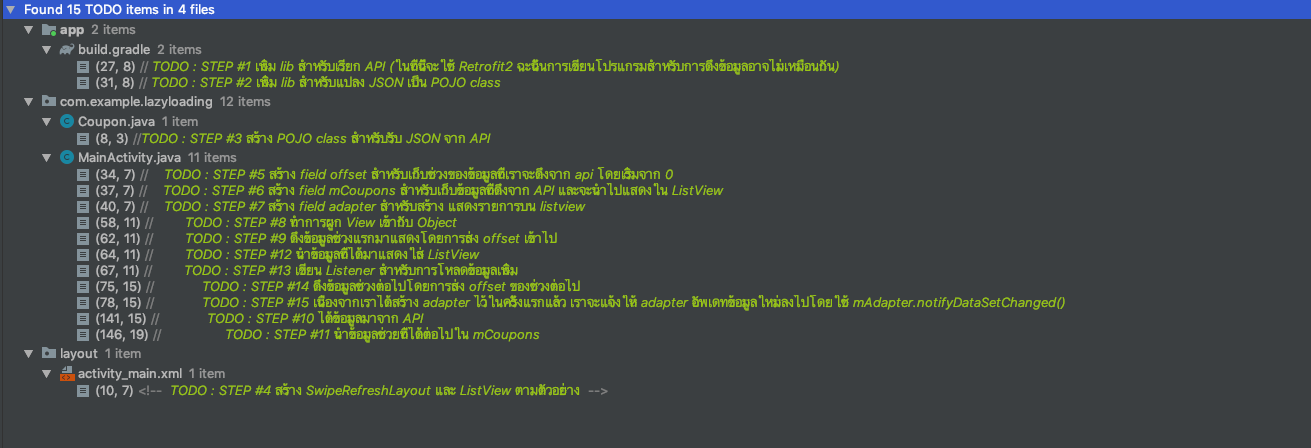 Found 15 TODO items in 4 files
app 2 items
build.gradle 2 items
(27, 8) // TODO : STEP #1 เพิ่ม lib สำหรับเรียก API (ในที่นี้จะใช้ Retrofit2 ฉะนั้นการเขียนโปรแกรมสำหรับการดึงข้อมูลอาจไม่เหมือนกัน)
(31, 8) // TODO : STEP #2 เพิ่ม lib สำหรับแปลง JSON เป็น POJO class
com.example.lazyloading 12 items
Coupon.java 1 item
(8, 3) //TODO : STEP #3 สร้าง POJO class สำหรับรับ JSON จาก API
MainActivity.java 11 items
(34, 7) // TODO : STEP #5 สร้าง field offset สำหรับเก็บช่วงของข้อมูลที่เราจะดึงจาก api โดยเริ่มจาก 0
(37, 7) // TODO : STEP #6 สร้าง field mCoupons สำหรับเก็บข้อมูลที่ดึงจาก API และจะนำไปแสดงใน ListView
(40, 7) // TODO : STEP #7 สร้าง field adapter สำหรับสร้าง แสดงรายการบน listview
(58, 11) // TODO : STEP #8 ทำการผูก View เข้ากับ Object
(62, 11) // TODO : STEP #9 ดึงข้อมูลช่วงแรกมาแสดงโดยการส่ง offset เข้าไป
(64, 11) // TODO : STEP #12 นำข้อมูลที่ได้มาแสดงใส่ ListView
(67, 11) // TODO : STEP #13 เขียน Listener สำหรับการโหลดข้อมูลเพิ่ม
(75, 15) // TODO : STEP #14 ดึงข้อมูลช่วงต่อไปโดยการส่ง offset ของช่วงต่อไป
(78, 15) // TODO : STEP #15 เนื่องจากเราได้สร้าง adapter ไว้ในครั้งแรกแล้ว เราจะแจ้งให้ adapter อัพเดทข้อมูลใหม่ลงไปโดยใช้ mAdapter.notifyDataSetChanged()
(141, 15) // TODO : STEP #10 ได้ข้อมูลมาจาก API
(146, 19) // TODO : STEP #11 นำข้อมูลช่วยที่ได้ต่อไปใน mCoupons
layout 1 item
activity_main.xml 1 item
(10, 7) <!-- TODO : STEP #4 สร้าง SwipeRefreshLayout และ ListView ตามตัวอย่าง -->